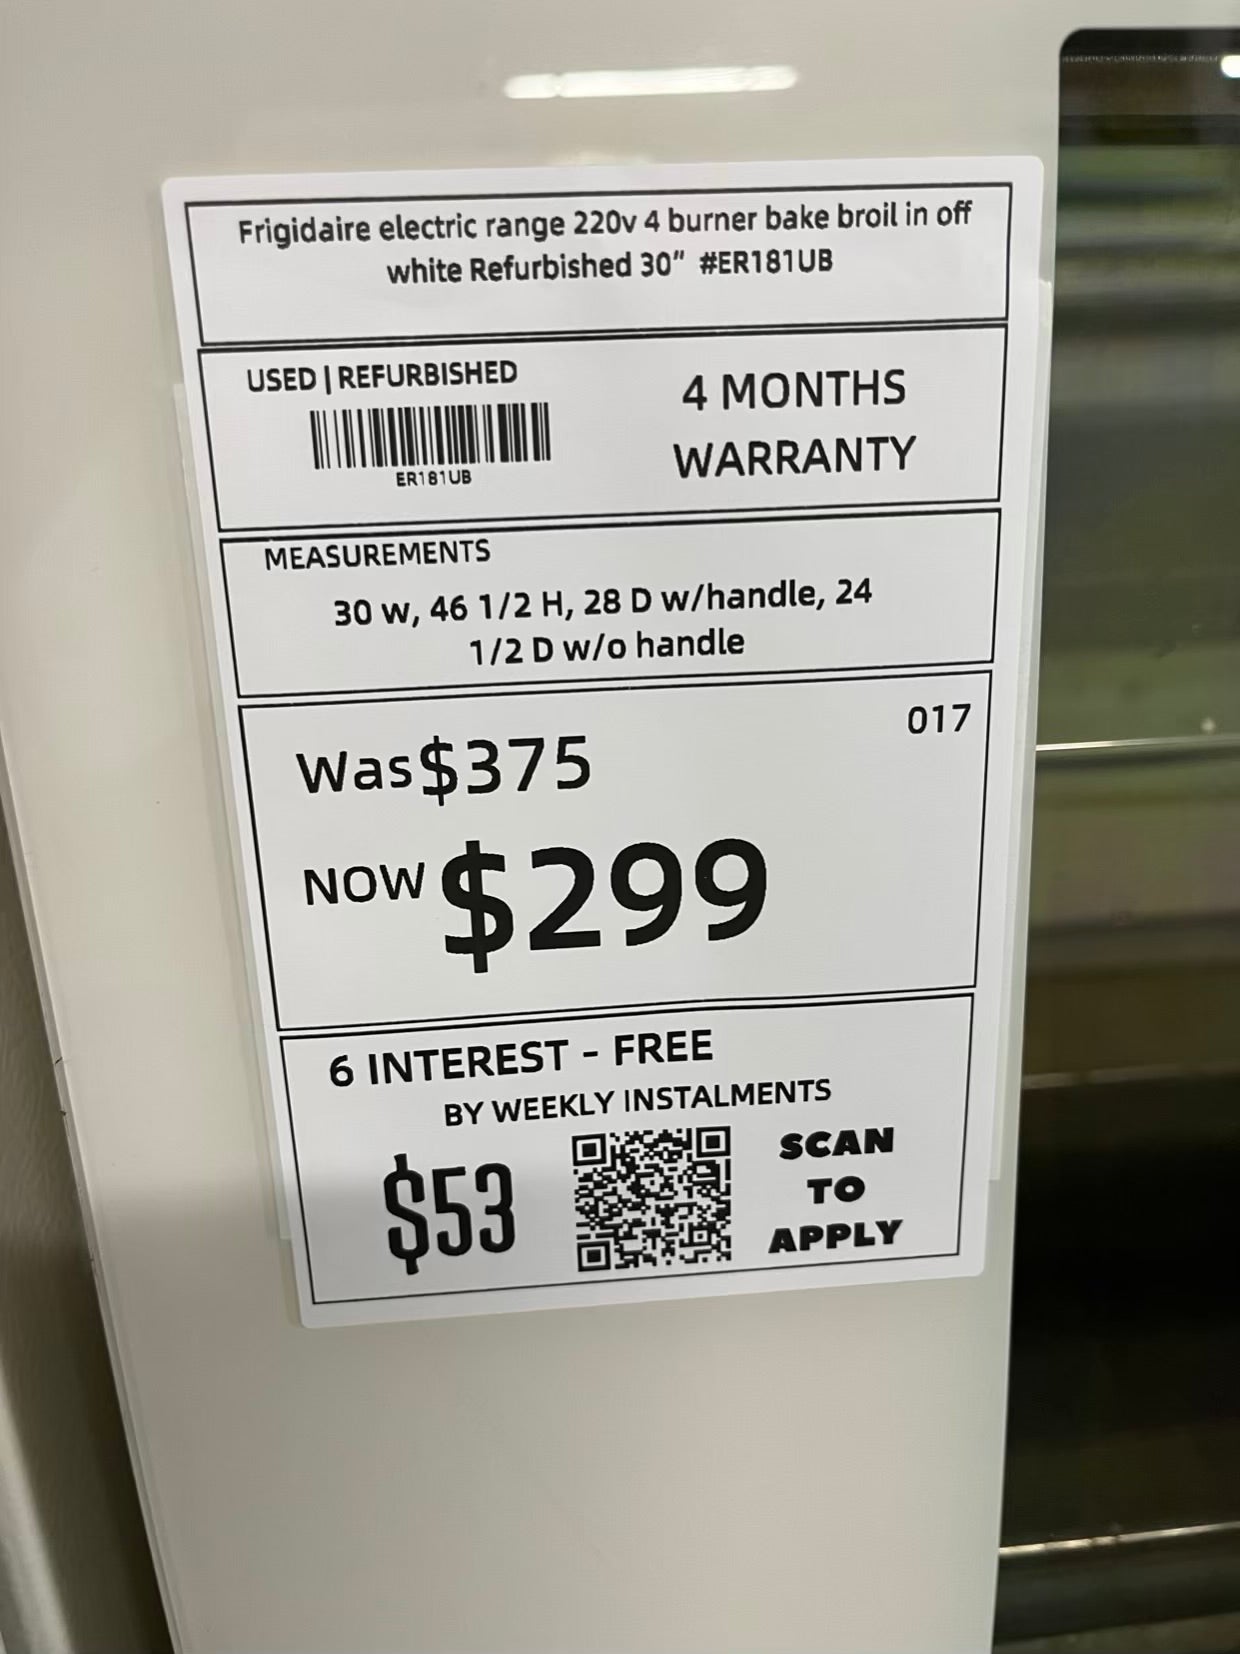 Frigidaire electric range 220v 4 burner bake broil in off
white Refurbished 30" #ER181UB
USED | REFURBISHED
ER181UB
4 MONTHS
WARRANTY
MEASUREMENTS
30 w, 46 1/2 H, 28 D w/handle, 24
1/2 D w/o handle
017
Was $375
NOW $299
6 INTEREST - FREE
BY WEEKLY INSTALMENTS
$53
SCAN
TO
APPLY